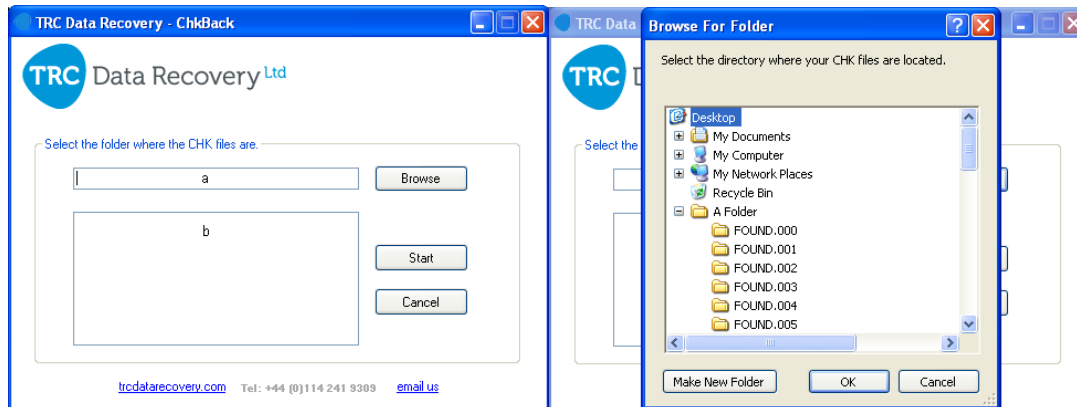 TRC Data Recovery - ChkBack
TRC Data Recovery Ltd
Select the folder where the CHK files are.
a
Browse
b
Start
Cancel
trcdatarecovery.com Tel: +44 (0)114 241 9309 email us
TRC Data
TRC
Select the
Browse For Folder
Select the directory where your CHK files are located.
Desktop
My Documents
My Computer
My Network Places
Recycle Bin
A Folder
FOUND.000
FOUND.001
FOUND.002
FOUND.003
FOUND.004
FOUND.005
Make New Folder
OK
Cancel